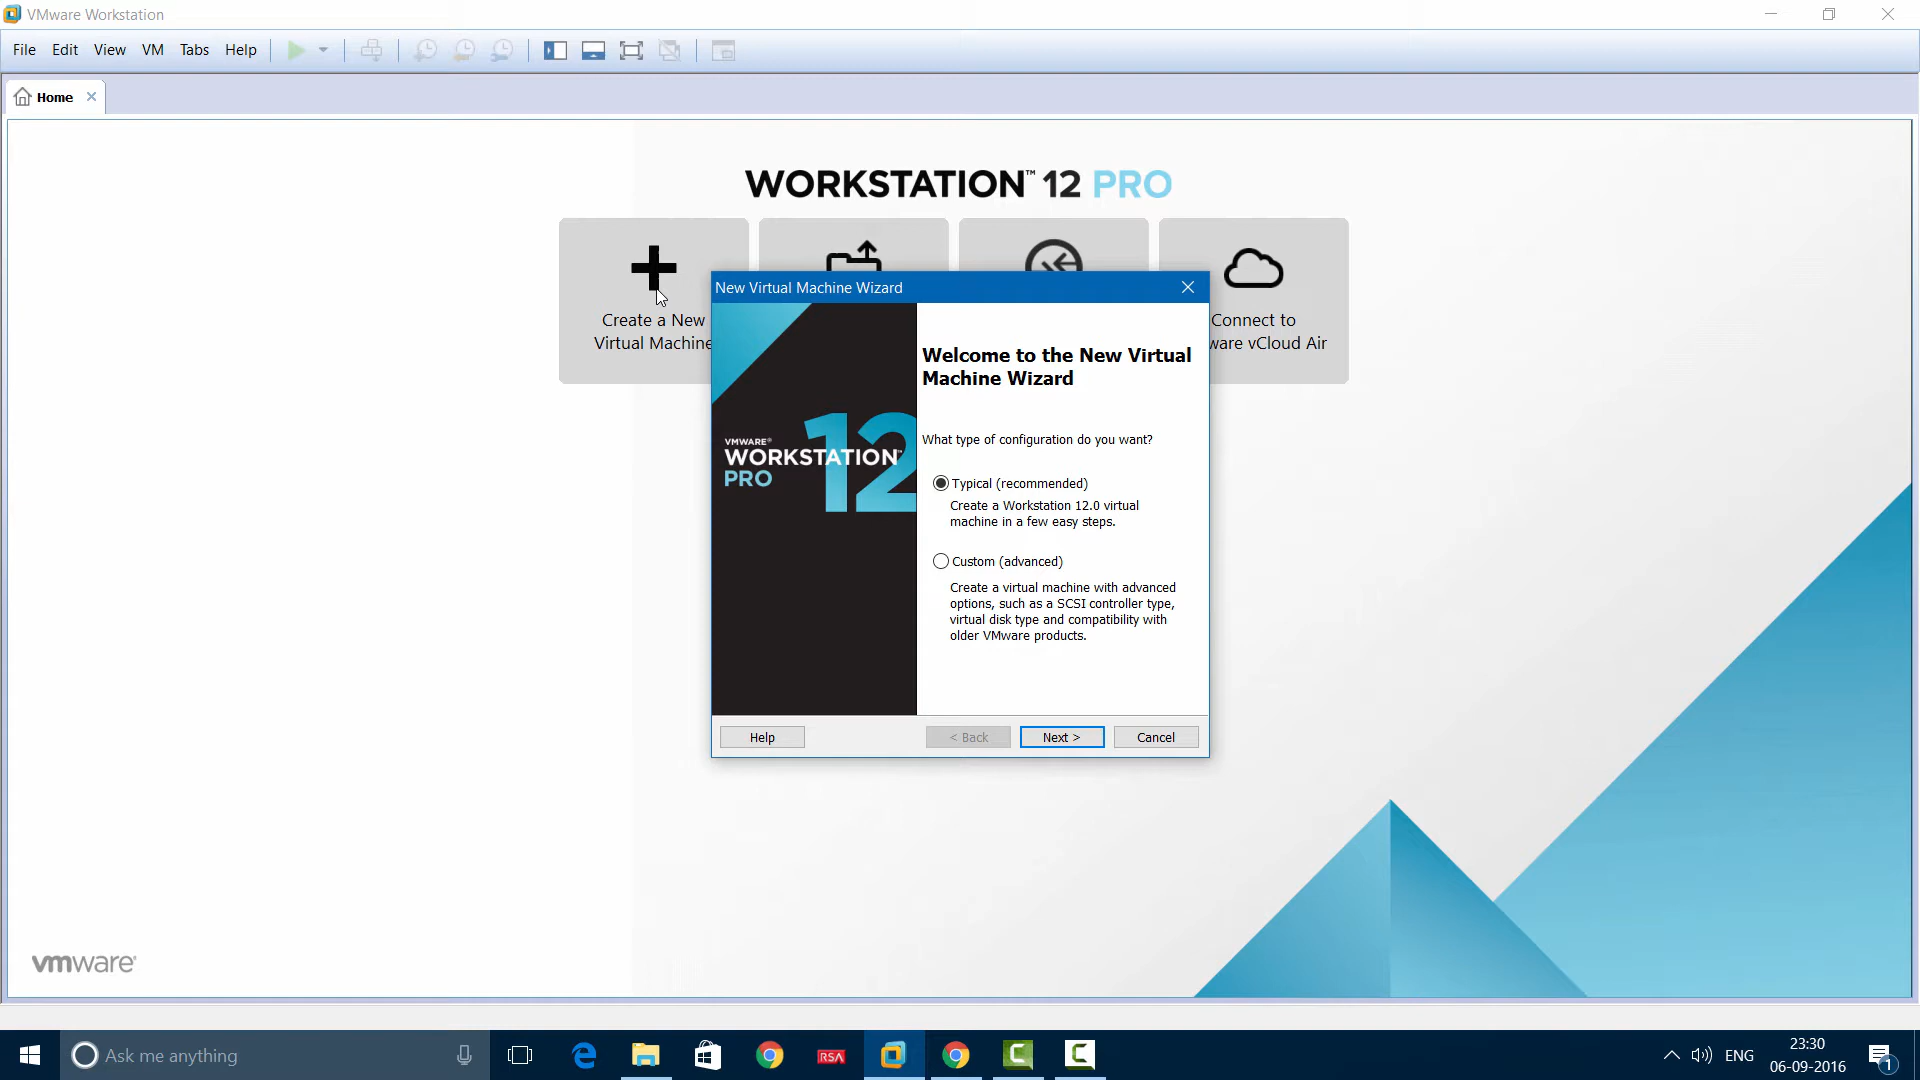 VMware Workstation
File Edit View VM Tabs Help
Home
WORKSTATION™ 12 PRO
Create a New
Virtual Machine
Connect to
ware vCloud Air
New Virtual Machine Wizard
VMWARE®
WORKSTATION™
PRO
12
Welcome to the New Virtual
Machine Wizard
What type of configuration do you want?
Typical (recommended)
Create a Workstation 12.0 virtual
machine in a few easy steps.
Custom (advanced)
Create a virtual machine with advanced
options, such as a SCSI controller type,
virtual disk type and compatibility with
older VMware products.
Help
< Back
Next >
Cancel
vmware®
Ask me anything
RSA
ENG
23:30
06-09-2016
1